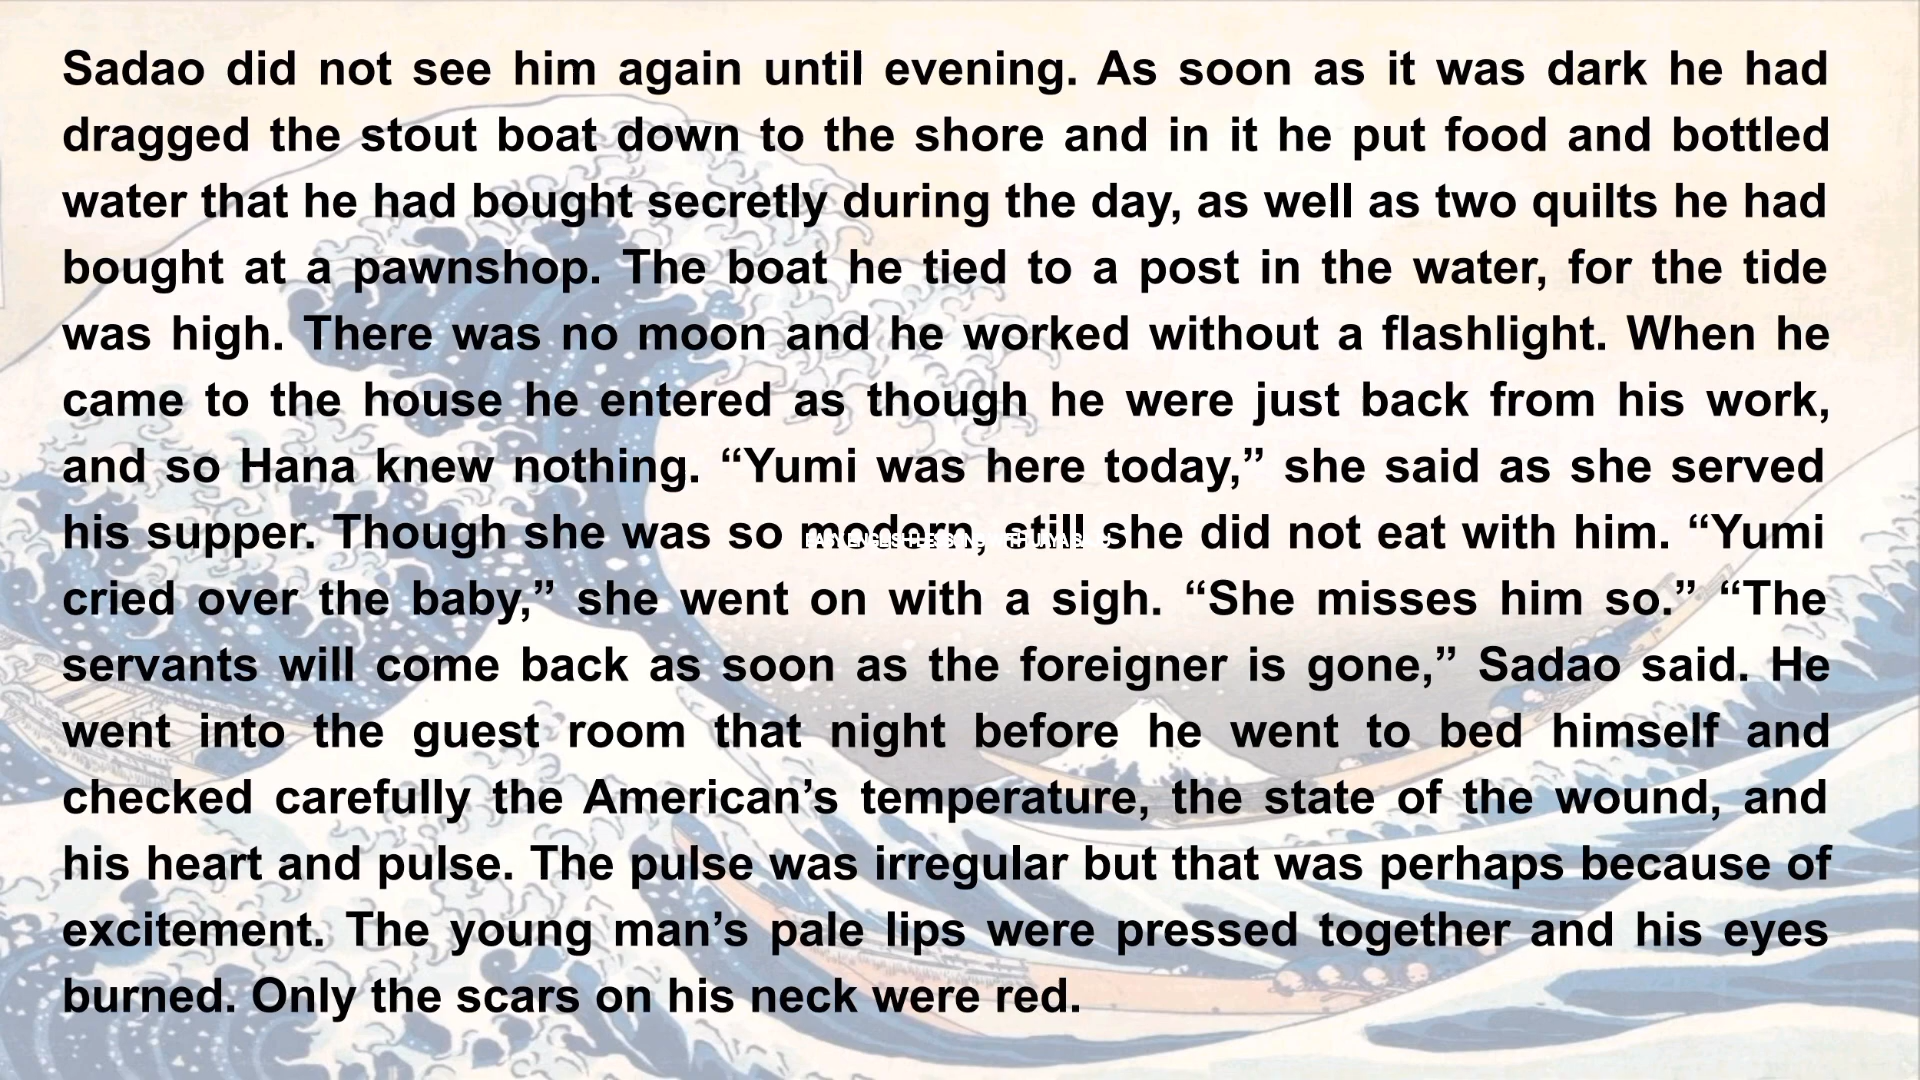 Sadao did not see him again until evening. As soon as it was dark he had
dragged the stout boat down to the shore and in it he put food and bottled
water that he had bought secretly during the day, as well as two quilts he had
bought at a pawnshop. The boat he tied to a post in the water, for the tide
was high. There was no moon and he worked without a flashlight. When he
came to the house he entered as though he were just back from his work,
and so Hana knew nothing. “Yumi was here today,” she said as she served
his supper. Though she was so modern, still she did not eat with him. “Yumi
cried over the baby,” she went on with a sigh. “She misses him so.” “The
servants will come back as soon as the foreigner is gone,” Sadao said. He
went into the guest room that night before he went to bed himself and
checked carefully the American’s temperature, the state of the wound, and
his heart and pulse. The pulse was irregular but that was perhaps because of
excitement. The young man’s pale lips were pressed together and his eyes
burned. Only the scars on his neck were red.